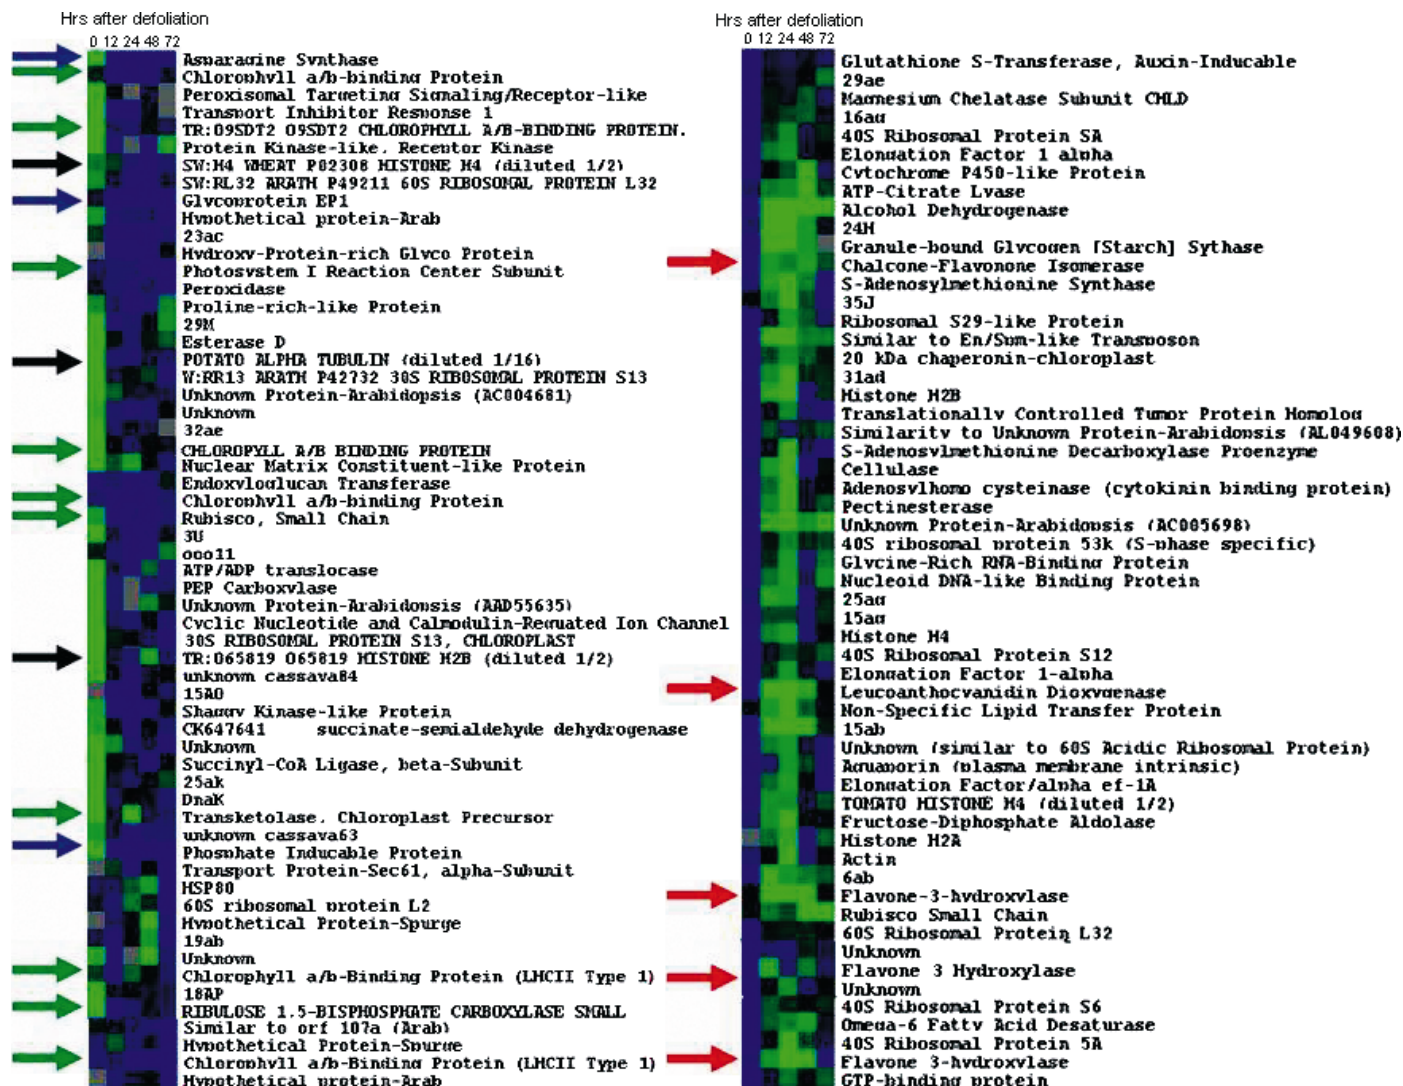 Hrs after defoliation
0 12 24 48 72
Asparagine Synthase
Chlorophyll a/b-binding Protein
Peroxisomal Targeting Signaling/Receptor-like
Transport Inhibitor Response 1
TR:O9SDT2 O9SDT2 CHLOROPHYLL A/B-BINDING PROTEIN.
Protein Kinase-like. Receptor Kinase
SW:H4 WHEAT P02308 HISTONE H4 (diluted 1/2)
SW:RL32 ARATH P49211 60S RIBOSOMAL PROTEIN L32
Glycoprotein EP1
Hypothetical protein-Arab
23ac
Hydroxy-Protein-rich Glyco Protein
Photosystem I Reaction Center Subunit
Peroxidase
Proline-rich-like Protein
29M
Esterase D
POTATO ALPHA TUBULIN (diluted 1/16)
W:RR13 ARATH P42732 30S RIBOSOMAL PROTEIN S13
Unknown Protein-Arabidopsis (AC004681)
Unknown
32ae
CHLOROPYLL A/B BINDING PROTEIN
Nuclear Matrix Constituent-like Protein
Endoxyloglucan Transferase
Chlorophyll a/b-binding Protein
Rubisco, Small Chain
3U
ooo11
ATP/ADP translocase
PEP Carboxylase
Unknown Protein-Arabidopsis (AAD55635)
Cyclic Nucleotide and Calmodulin-Reguated Ion Channel
30S RIBOSOMAL PROTEIN S13, CHLOROPLAST
TR:O65819 O65819 HISTONE H2B (diluted 1/2)
unknown cassava84
15AO
Shaggy Kinase-like Protein
CK647641 succinate-semialdehyde dehydrogenase
Unknown
Succinyl-CoA Ligase, beta-Subunit
25ak
DnaK
Transketolase, Chloroplast Precursor
unknown cassava63
Phosphate Inducable Protein
Transport Protein-Sec61, alpha-Subunit
HSP80
60S ribosomal protein L2
Hypothetical Protein-Spurge
19ab
Unknown
Chlorophyll a/b-Binding Protein (LHCII Type 1)
18AP
RIBULOSE 1.5-BISPHOSPHATE CARBOXYLASE SMALL
Similar to orf 107a (Arab)
Hypothetical Protein-Spurge
Chlorophyll a/b-Binding Protein (LHCII Type 1)
Hypothetical protein-Arab
Hrs after defoliation
0 12 24 48 72
Glutathione S-Transferase, Auxin-Inducable
29ae
Magnesium Chelatase Subunit CHLD
16ag
40S Ribosomal Protein SA
Elongation Factor 1 alpha
Cytochrome P450-like Protein
ATP-Citrate Lyase
Alcohol Dehydrogenase
24H
Granule-bound Glycogen [Starch] Sythase
Chalcone-Flavonone Isomerase
S-Adenosylmethionine Synthase
35J
Ribosomal S29-like Protein
Similar to En/Spm-like Transposon
20 kDa chaperonin-chloroplast
31ad
Histone H2B
Translationally Controlled Tumor Protein Homolog
Similarity to Unknown Protein-Arabidopsis (AL049608)
S-Adenosylmethionine Decarboxylase Proenzyme
Cellulase
Adenosylhomo cysteinase (cytokinin binding protein)
Pectinesterase
Unknown Protein-Arabidopsis (AC005698)
40S ribosomal protein 53k (S-phase specific)
Glycine-Rich RNA-Binding Protein
Nucleoid DNA-like Binding Protein
25ag
15ag
Histone H4
40S Ribosomal Protein S12
Elongation Factor 1-alpha
Leucoanthocyanidin Dioxygenase
Non-Specific Lipid Transfer Protein
15ab
Unknown (similar to 60S Acidic Ribosomal Protein)
Aquaporin (plasma membrane intrinsic)
Elongation Factor/alpha ef-1A
TOMATO HISTONE H4 (diluted 1/2)
Fructose-Diphosphate Aldolase
Histone H2A
Actin
6ab
Flavone-3-hydroxylase
Rubisco Small Chain
60S Ribosomal Protein L32
Unknown
Flavone 3 Hydroxylase
Unknown
40S Ribosomal Protein S6
Omega-6 Fatty Acid Desaturase
40S Ribosomal Protein 5A
Flavone 3-hydroxylase
GTP-binding protein